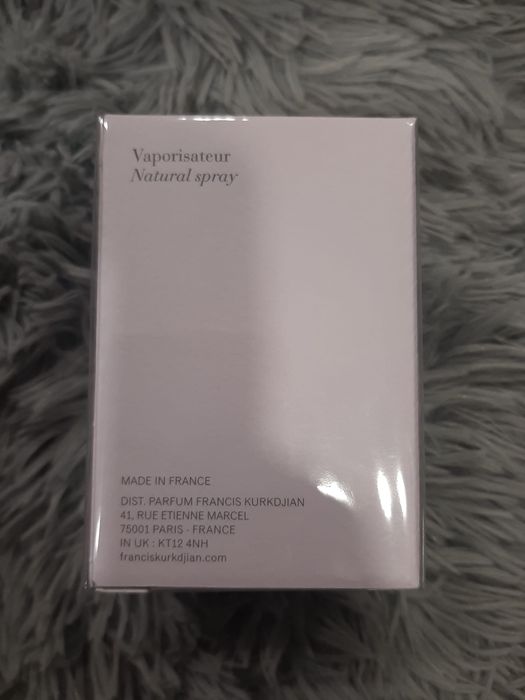 Vaporisateur
Natural spray
MADE IN FRANCE
DIST. PARFUM FRANCIS KURKDJIAN
41, RUE ETIENNE MARCEL
75001 PARIS - FRANCE
IN UK : KT12 4NH
franciskurkdjian.com